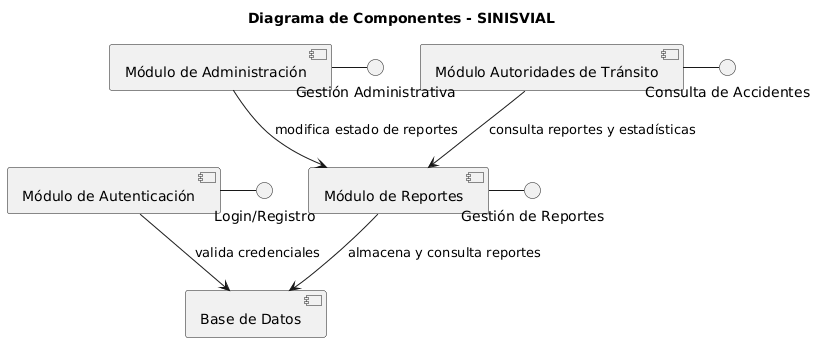 Diagrama de Componentes - SINISVIAL
Módulo de Administración
Módulo Autoridades de Tránsito
Gestión Administrativa
Consulta de Accidentes
modifica estado de reportes
consulta reportes y estadísticas
Módulo de Autenticación
Módulo de Reportes
Login/Registro
Gestión de Reportes
valida credenciales
almacena y consulta reportes
Base de Datos